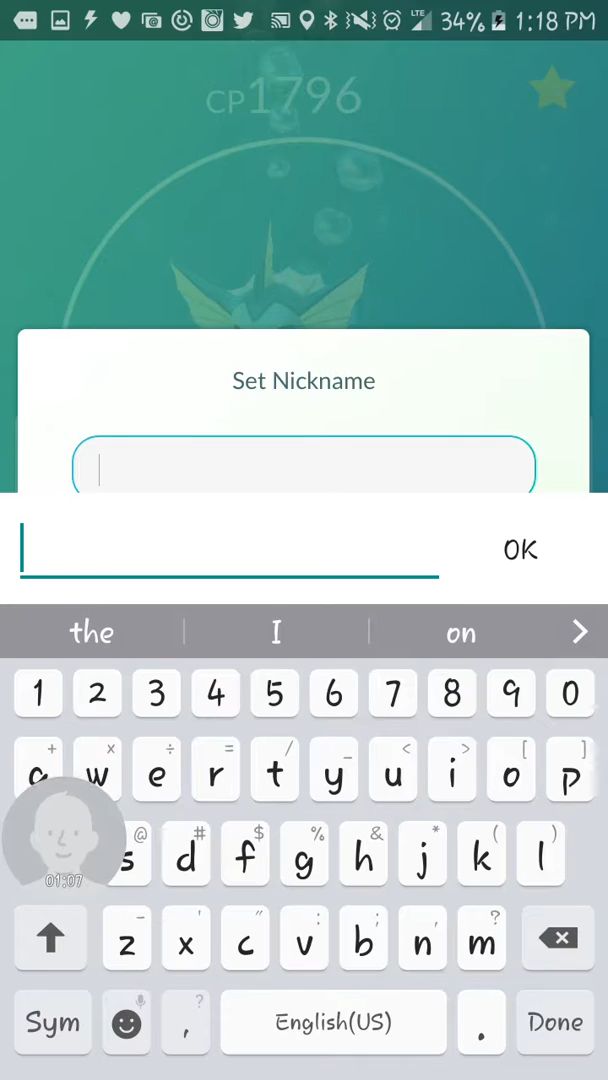 LTE 34% 1:18 PM
CP1796
Set Nickname
OK
the I on
1 2 3 4 5 6 7 8 9 0
+ × ÷ = / _ < > [ ]
w e r t y u i o p
@ # $ % & * ( )
s d f g h j k l
01:07
- ' " : ; , ?
z x c v b n m
Sym , ? English(US) . Done